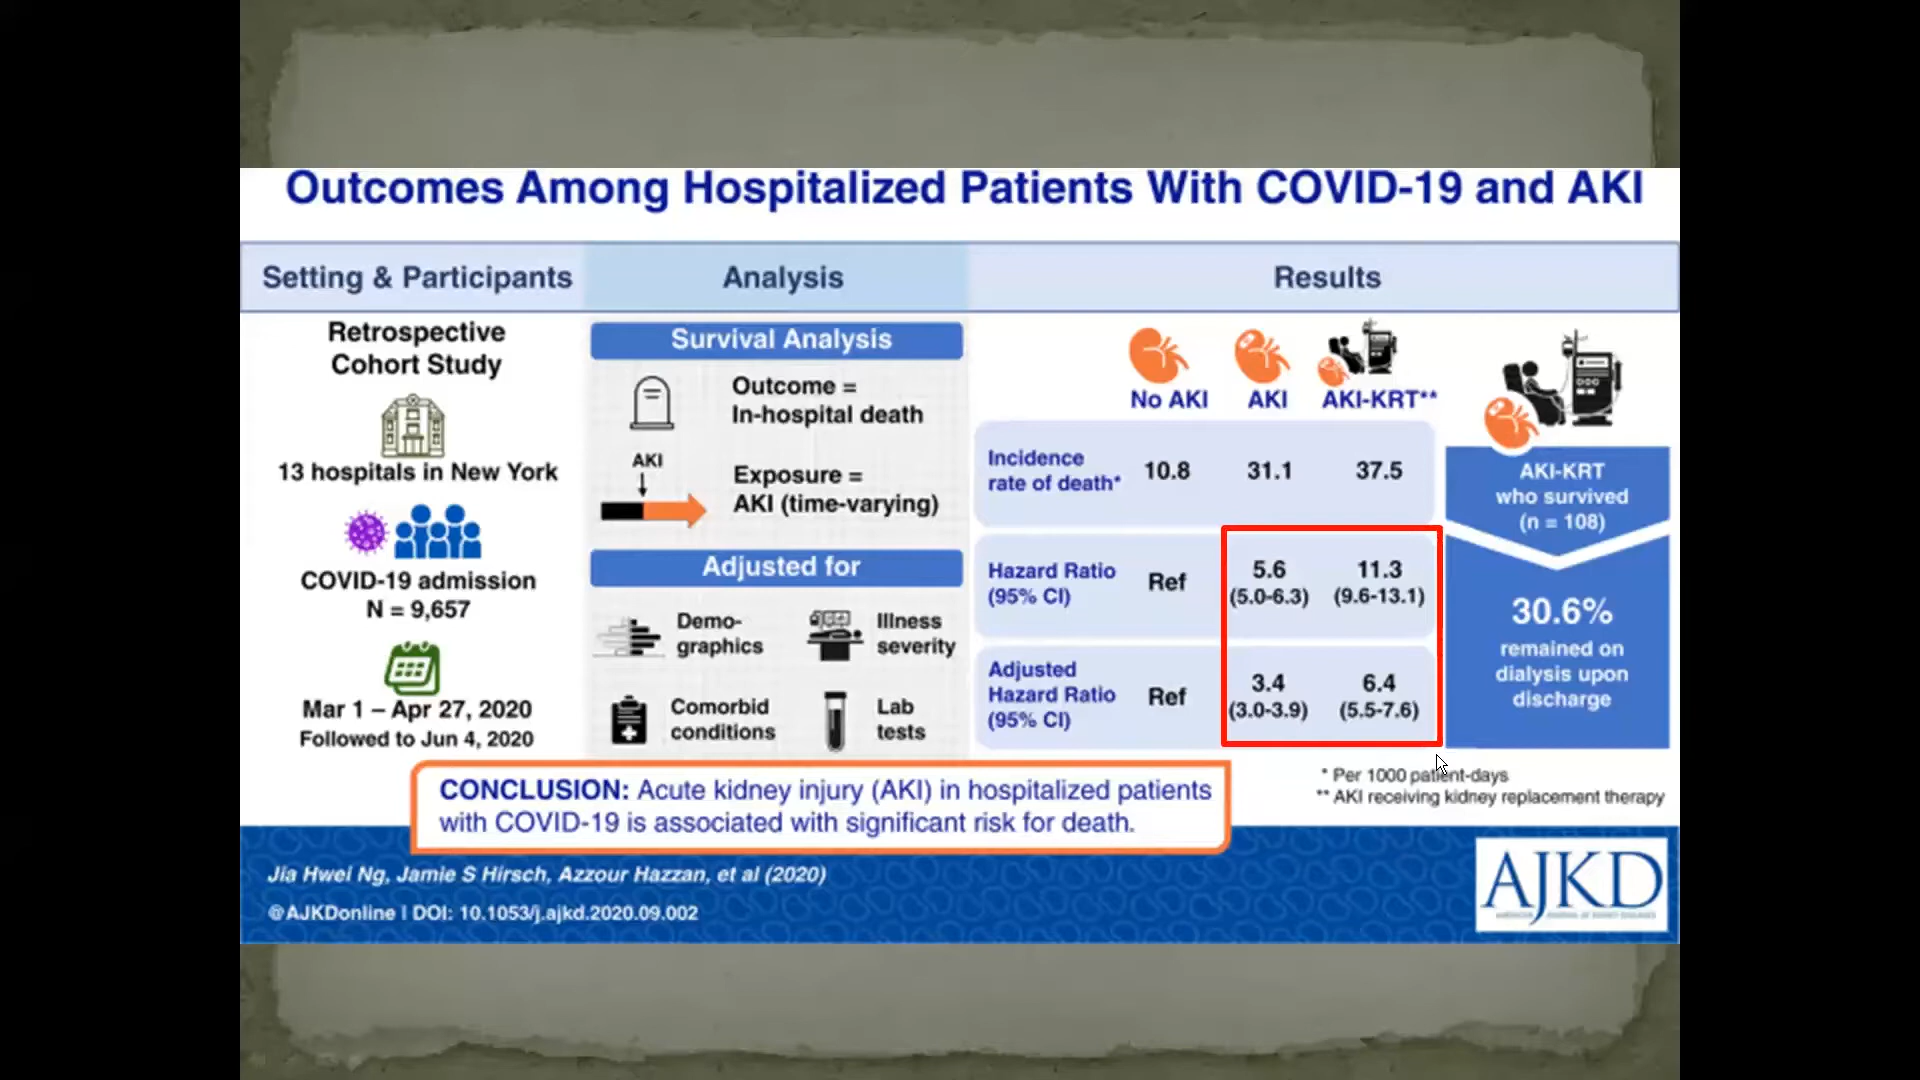 Outcomes Among Hospitalized Patients With COVID-19 and AKI
Setting & Participants
Analysis
Results
Retrospective
Cohort Study
13 hospitals in New York
COVID-19 admission
N = 9,657
Mar 1 – Apr 27, 2020
Followed to Jun 4, 2020
Survival Analysis
Outcome =
In-hospital death
AKI
Exposure =
AKI (time-varying)
Adjusted for
Demo-
graphics
Illness
severity
Comorbid
conditions
Lab
tests
No AKI
AKI
AKI-KRT**
Incidence
rate of death*
10.8
31.1
37.5
Hazard Ratio
(95% CI)
Ref
5.6
(5.0-6.3)
11.3
(9.6-13.1)
Adjusted
Hazard Ratio
(95% CI)
Ref
3.4
(3.0-3.9)
6.4
(5.5-7.6)
AKI-KRT
who survived
(n = 108)
30.6%
remained on
dialysis upon
discharge
* Per 1000 patient-days
** AKI receiving kidney replacement therapy
CONCLUSION: Acute kidney injury (AKI) in hospitalized patients
with COVID-19 is associated with significant risk for death.
Jia Hwei Ng, Jamie S Hirsch, Azzour Hazzan, et al (2020)
@AJKDonline | DOI: 10.1053/j.ajkd.2020.09.002
AJKD